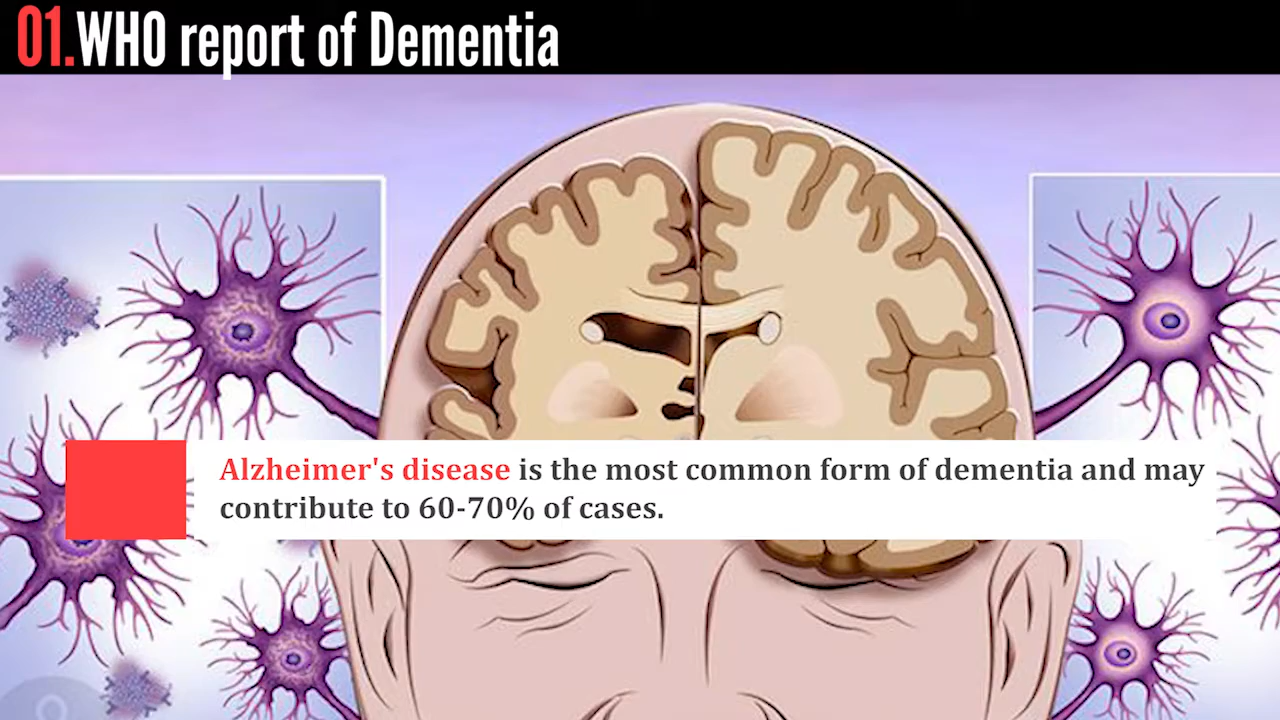 01.WHO report of Dementia
Alzheimer's disease is the most common form of dementia and may
contribute to 60-70% of cases.